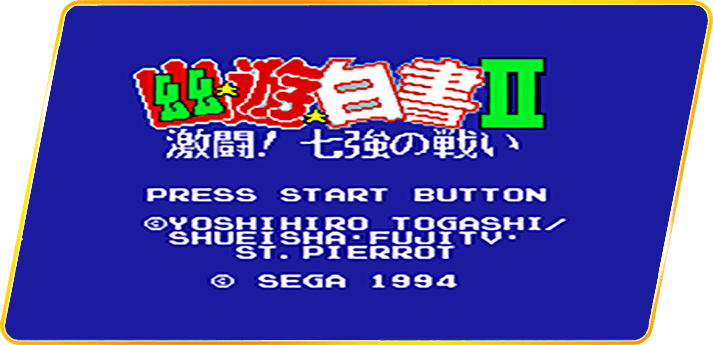 幽☆遊☆白書II
激闘！七強の戦い
PRESS START BUTTON
©YOSHIHIRO TOGASHI/
SHUEISHA·FUJITV·
ST.PIERROT
© SEGA 1994